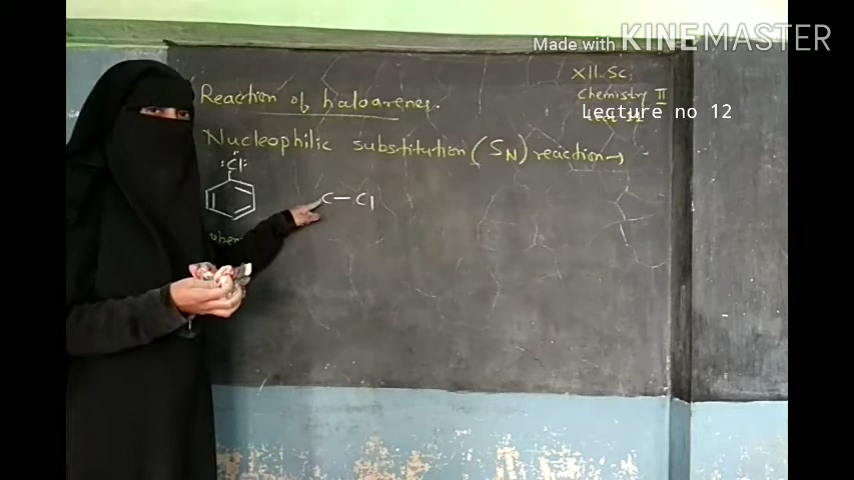 Made with KINEMASTER
XII.Sc.
Chemistry II
Lecture no 12
Reaction of haloarenes.
Nucleophilic substitution (SN) reaction→
:Cl:
C—Cl